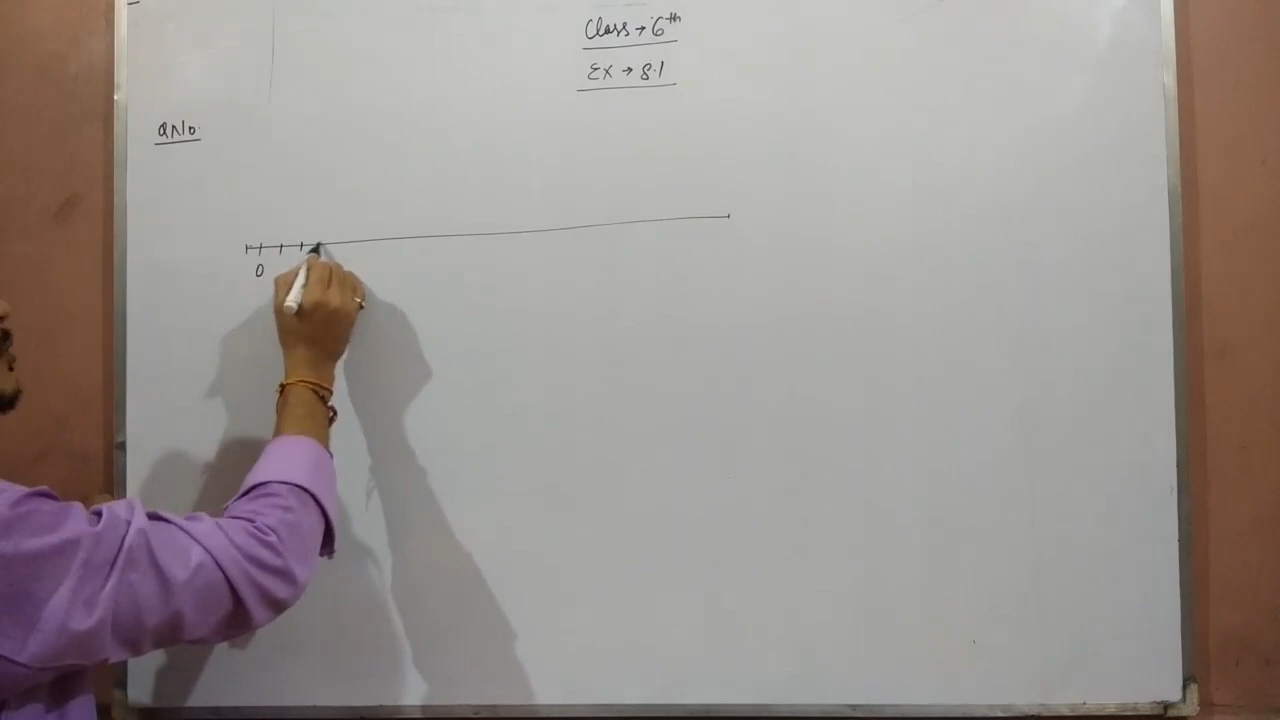 Class → 6th
Ex → 8.1
Q No.
0